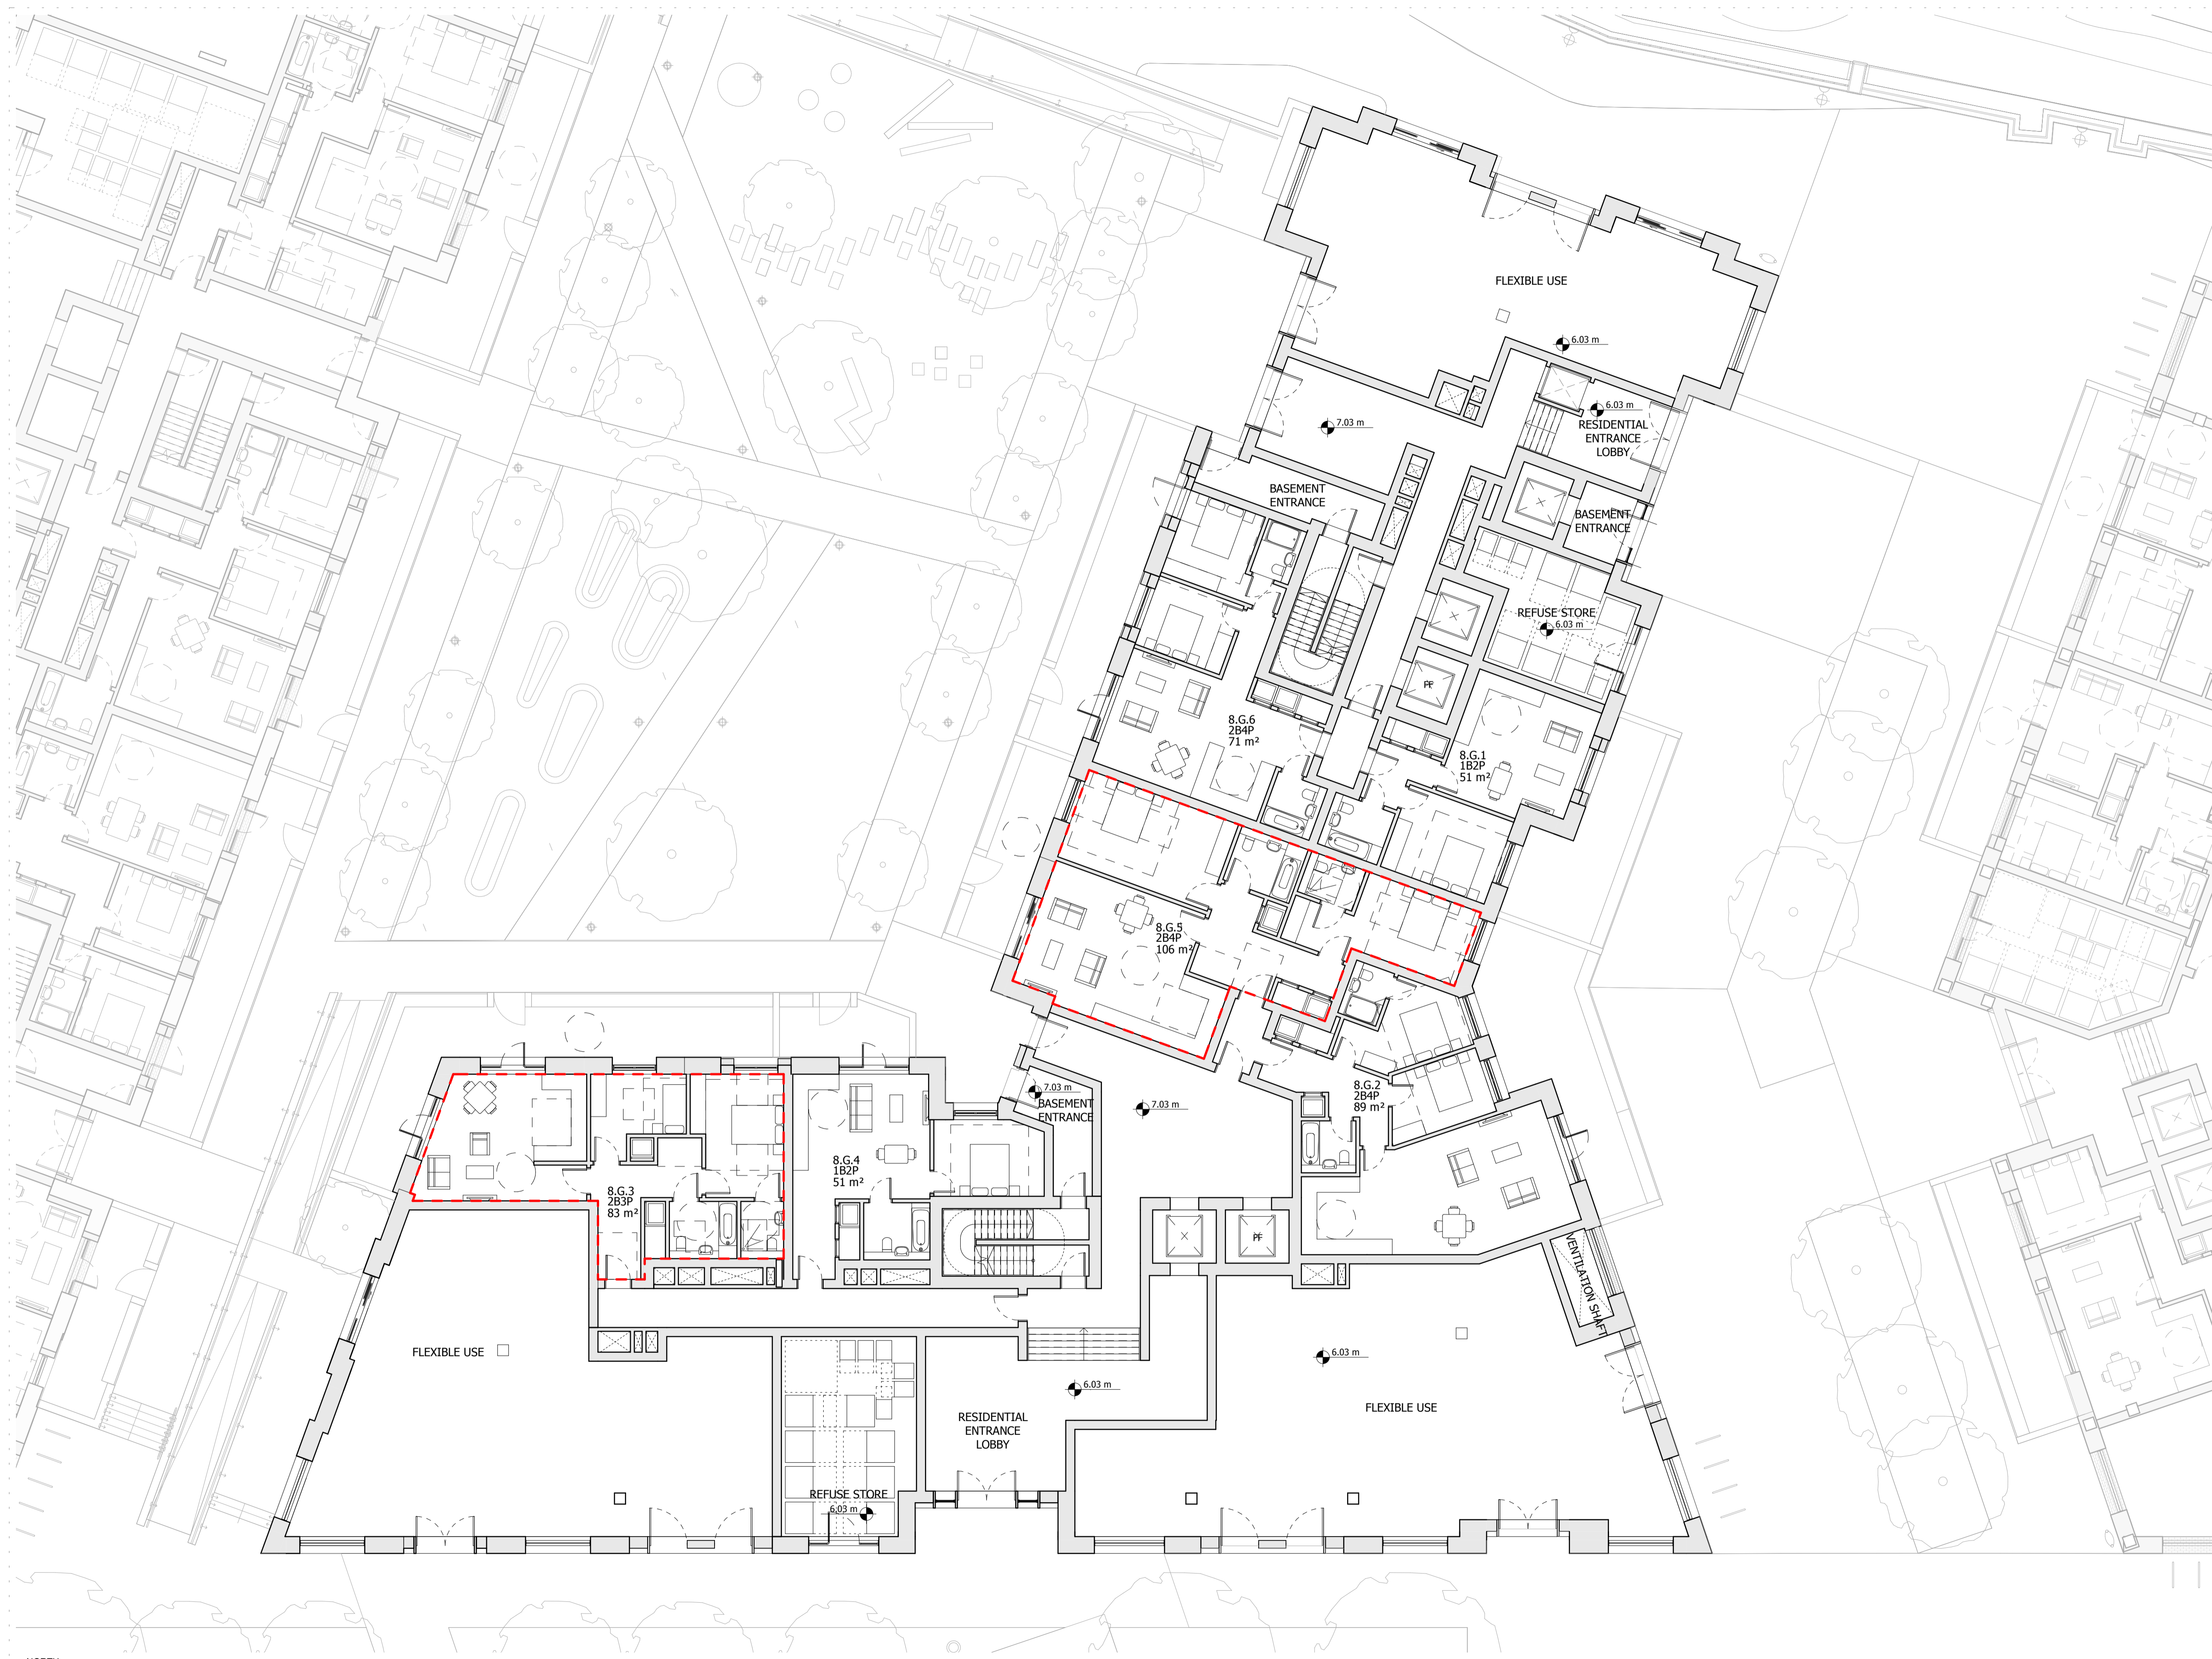 FLEXIBLE USE
6.03 m
6.03 m
RESIDENTIAL
ENTRANCE
LOBBY
7.03 m
BASEMENT
ENTRANCE
BASEMENT
ENTRANCE
REFUSE STORE
6.03 m
PF
8.G.6
2B4P
71 m²
8.G.1
1B2P
51 m²
8.G.5
2B4P
106 m²
8.G.2
2B4P
89 m²
7.03 m
BASEMENT
ENTRANCE
7.03 m
8.G.4
1B2P
51 m²
8.G.3
2B3P
83 m²
PF
VENTILATION SHAFT
FLEXIBLE USE
6.03 m
6.03 m
FLEXIBLE USE
RESIDENTIAL
ENTRANCE
LOBBY
REFUSE STORE
6.03 m